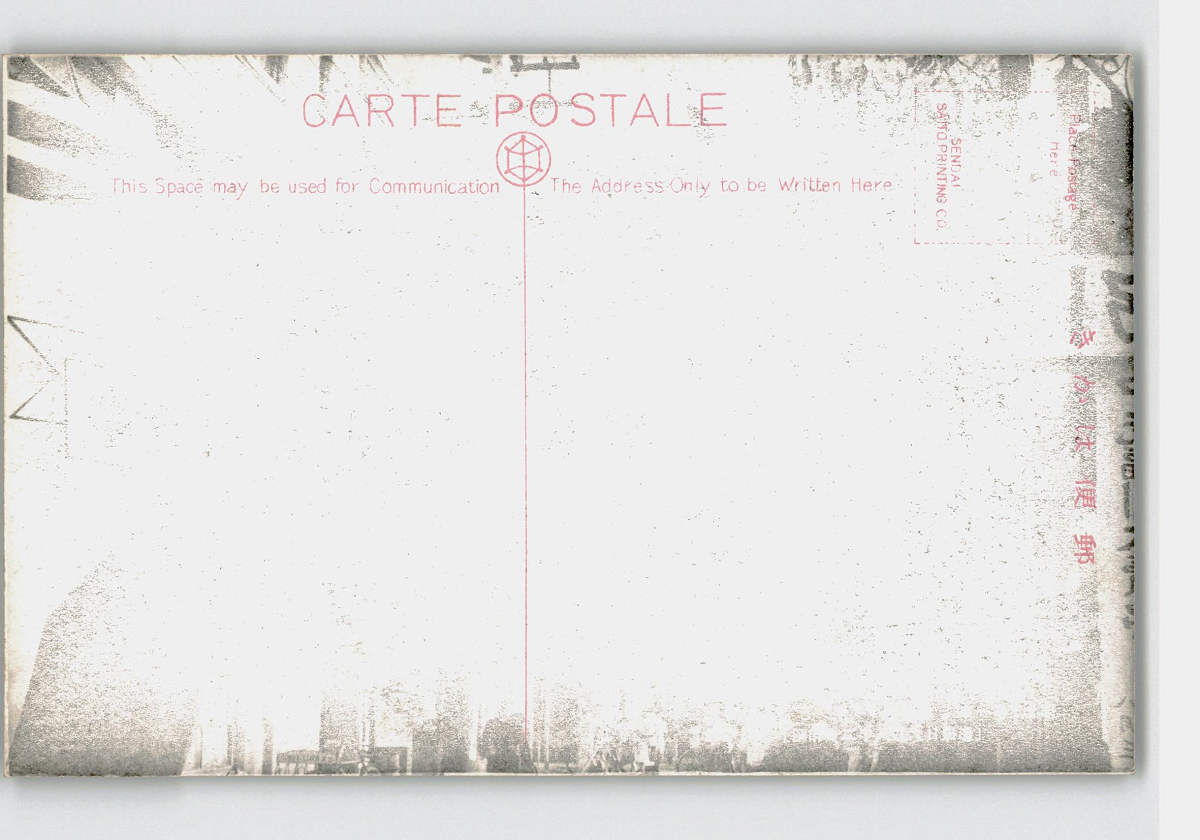 CARTE POSTALE
This Space may be used for Communication
The Address Only to be Written Here
SENDAI
SAITO PRINTING CO.
Place Postage
Here
きかは便郵